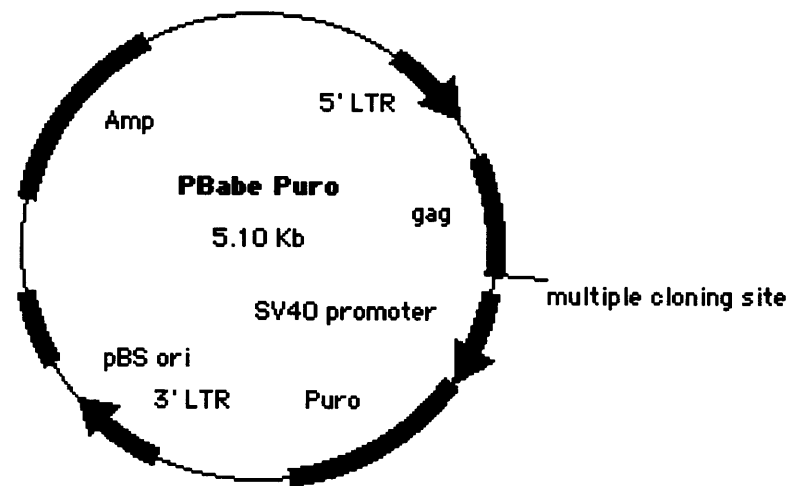 5' LTR
Amp
PBabe Puro
gag
5.10 Kb
multiple cloning site
SV40 promoter
pBS ori
3' LTR
Puro